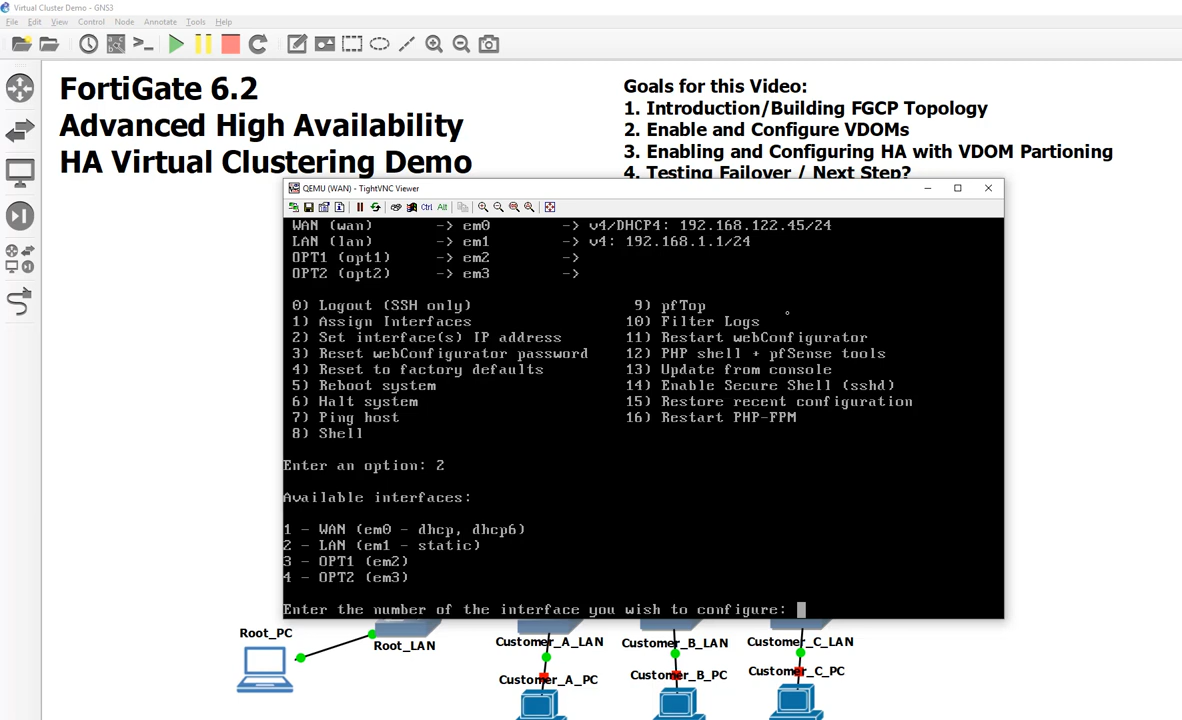 Virtual Cluster Demo - GNS3
File Edit View Control Node Annotate Tools Help
FortiGate 6.2
Advanced High Availability
HA Virtual Clustering Demo
Goals for this Video:
1. Introduction/Building FGCP Topology
2. Enable and Configure VDOMs
3. Enabling and Configuring HA with VDOM Partioning
4. Testing Failover / Next Step?
QEMU (WAN) - TightVNC Viewer
Ctrl Alt
WAN (wan) -> em0 -> v4/DHCP4: 192.168.122.45/24
LAN (lan) -> em1 -> v4: 192.168.1.1/24
OPT1 (opt1) -> em2 ->
OPT2 (opt2) -> em3 ->
0) Logout (SSH only) 9) pfTop
1) Assign Interfaces 10) Filter Logs
2) Set interface(s) IP address 11) Restart webConfigurator
3) Reset webConfigurator password 12) PHP shell + pfSense tools
4) Reset to factory defaults 13) Update from console
5) Reboot system 14) Enable Secure Shell (sshd)
6) Halt system 15) Restore recent configuration
7) Ping host 16) Restart PHP-FPM
8) Shell
Enter an option: 2
Available interfaces:
1 - WAN (em0 - dhcp, dhcp6)
2 - LAN (em1 - static)
3 - OPT1 (em2)
4 - OPT2 (em3)
Enter the number of the interface you wish to configure:
Root_PC
Root_LAN
Customer_A_LAN
Customer_B_LAN
Customer_C_LAN
Customer_A_PC
Customer_B_PC
Customer_C_PC